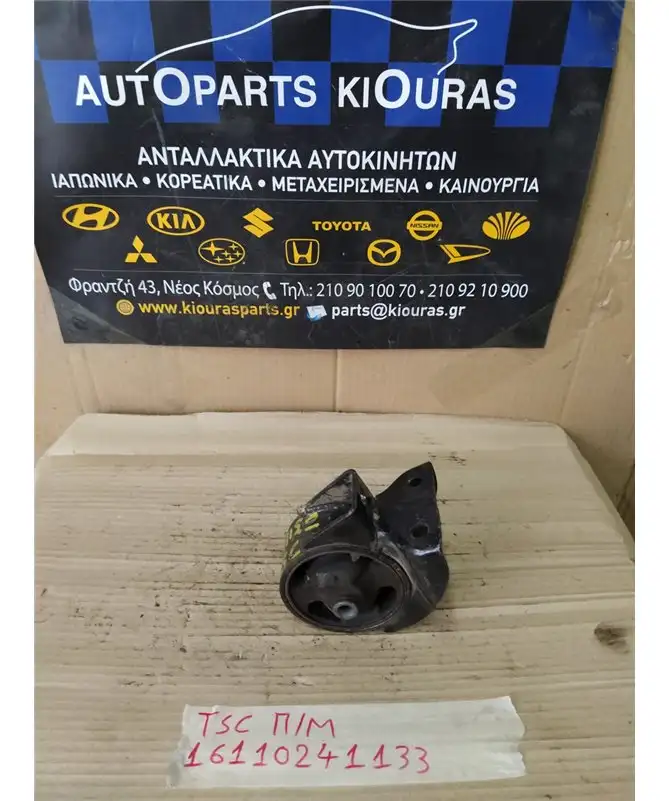 AUTOPARTS KIOURAS
ΑΝΤΑΛΛΑΚΤΙΚΑ ΑΥΤΟΚΙΝΗΤΩΝ
ΙΑΠΩΝΙΚΑ • ΚΟΡΕΑΤΙΚΑ • ΜΕΤΑΧΕΙΡΙΣΜΕΝΑ • ΚΑΙΝΟΥΡΓΙΑ
KIA TOYOTA NISSAN
Φραντζή 43, Νέος Κόσμος Τηλ.: 210 90 100 70 • 210 92 10 900
www.kiourasparts.gr parts@kiouras.gr
TSC Π/Μ
16110241133